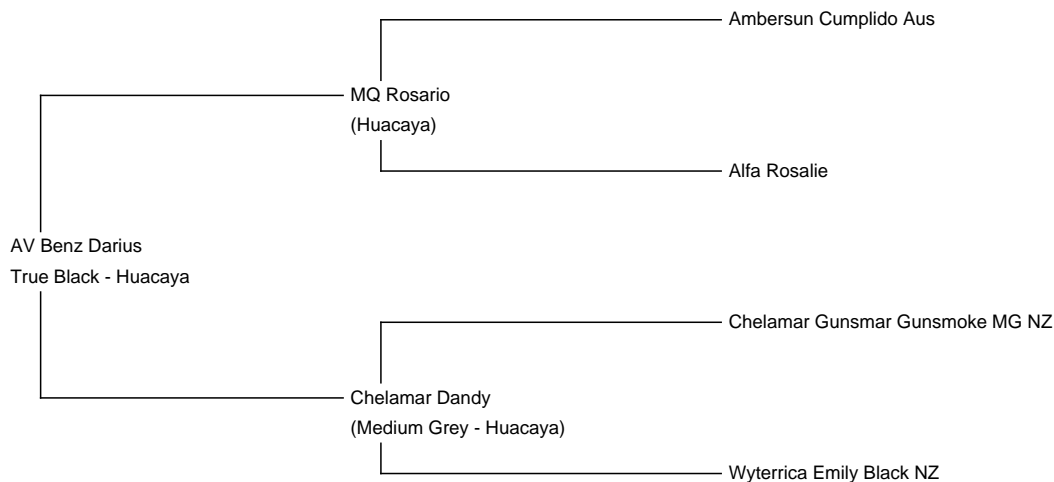 Ambersun Cumplido Aus
MQ Rosario
(Huacaya)
Alfa Rosalie
AV Benz Darius
True Black - Huacaya
Chelamar Gunsmar Gunsmoke MG NZ
Chelamar Dandy
(Medium Grey - Huacaya)
Wyterrica Emily Black NZ